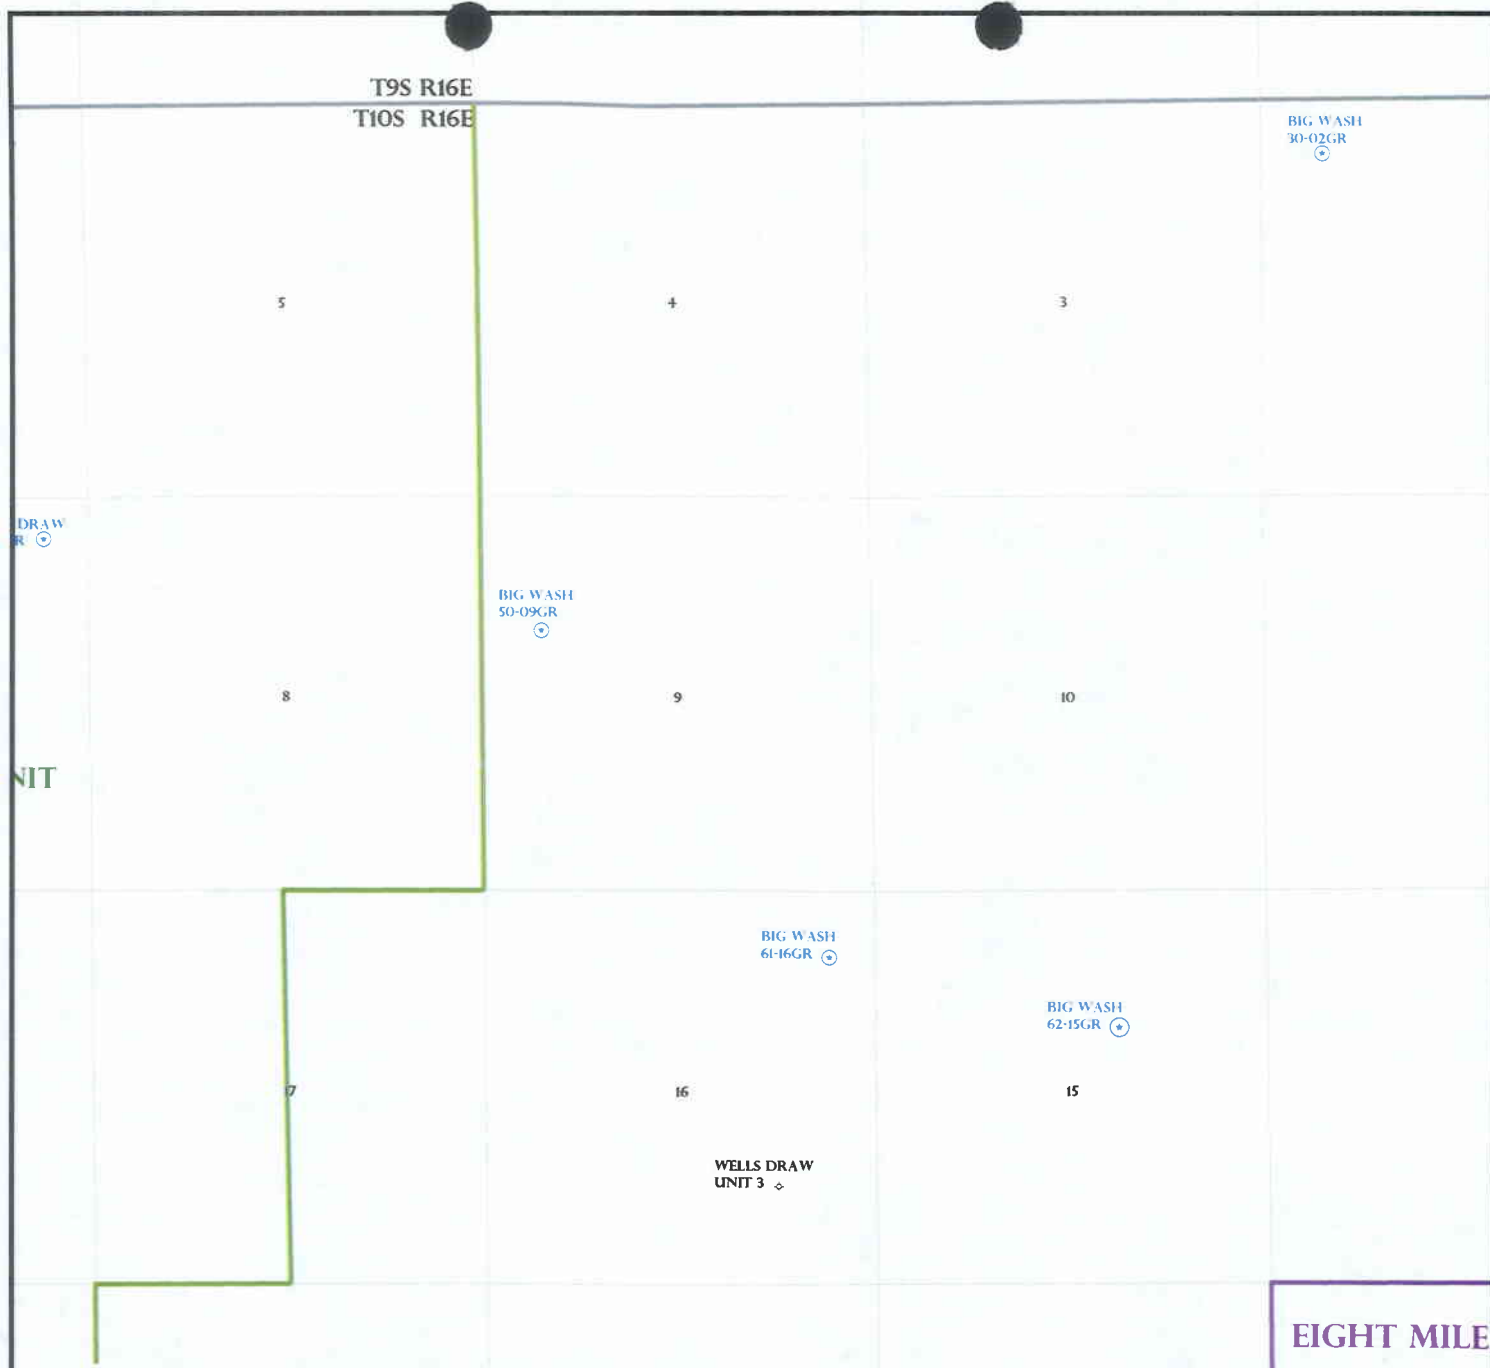 T9S R16E
T10S R16E
BIG WASH
30-02GR
5
4
3
DRAW
R
BIG WASH
50-09GR
8
9
10
NIT
BIG WASH
61-16GR
BIG WASH
62-15GR
17
16
15
WELLS DRAW
UNIT 3
EIGHT MILE